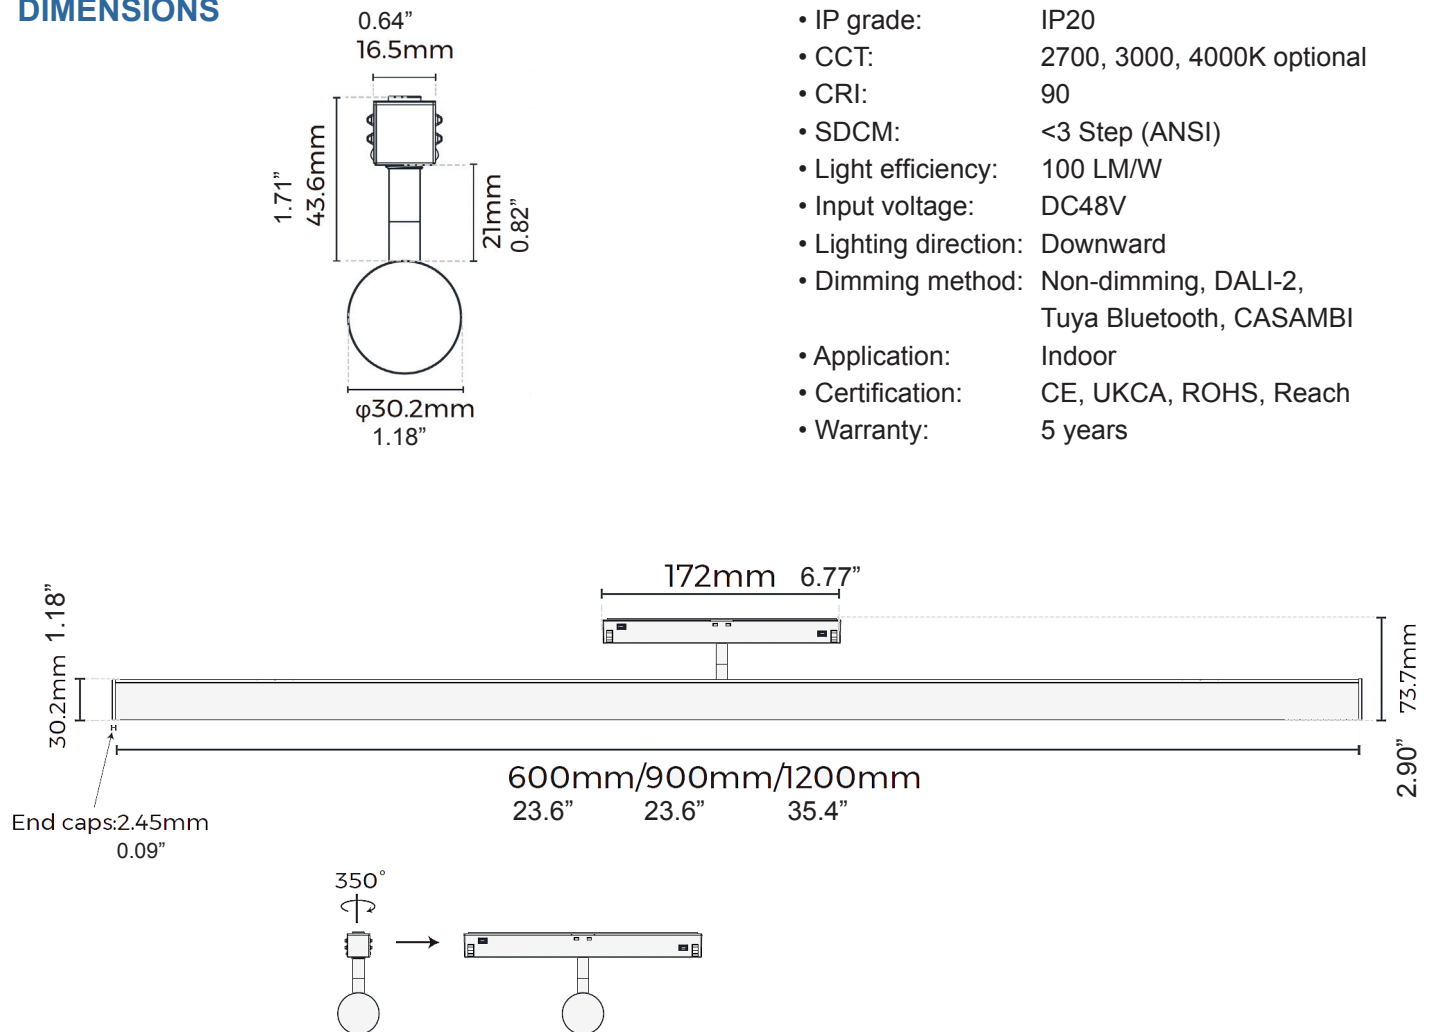 DIMENSIONS
0.64”
16.5mm
1.71”
43.6mm
21mm
0.82”
φ30.2mm
1.18”
• IP grade: IP20
• CCT: 2700, 3000, 4000K optional
• CRI: 90
• SDCM: <3 Step (ANSI)
• Light efficiency: 100 LM/W
• Input voltage: DC48V
• Lighting direction: Downward
• Dimming method: Non-dimming, DALI-2,
Tuya Bluetooth, CASAMBI
• Application: Indoor
• Certification: CE, UKCA, ROHS, Reach
• Warranty: 5 years
172mm 6.77”
30.2mm 1.18”
73.7mm
2.90”
600mm/900mm/1200mm
23.6” 23.6” 35.4”
End caps:2.45mm
0.09”
350°